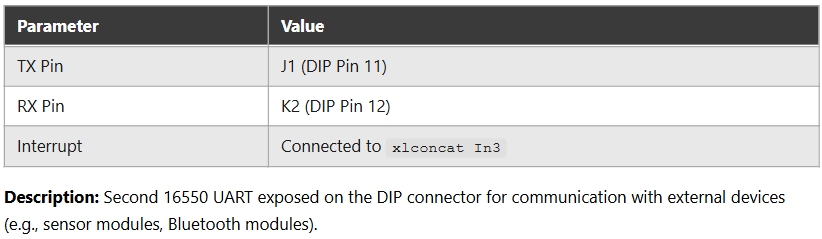 Parameter Value
TX Pin J1 (DIP Pin 11)
RX Pin K2 (DIP Pin 12)
Interrupt Connected to xlconcat In3
Description: Second 16550 UART exposed on the DIP connector for communication with external devices
(e.g., sensor modules, Bluetooth modules).